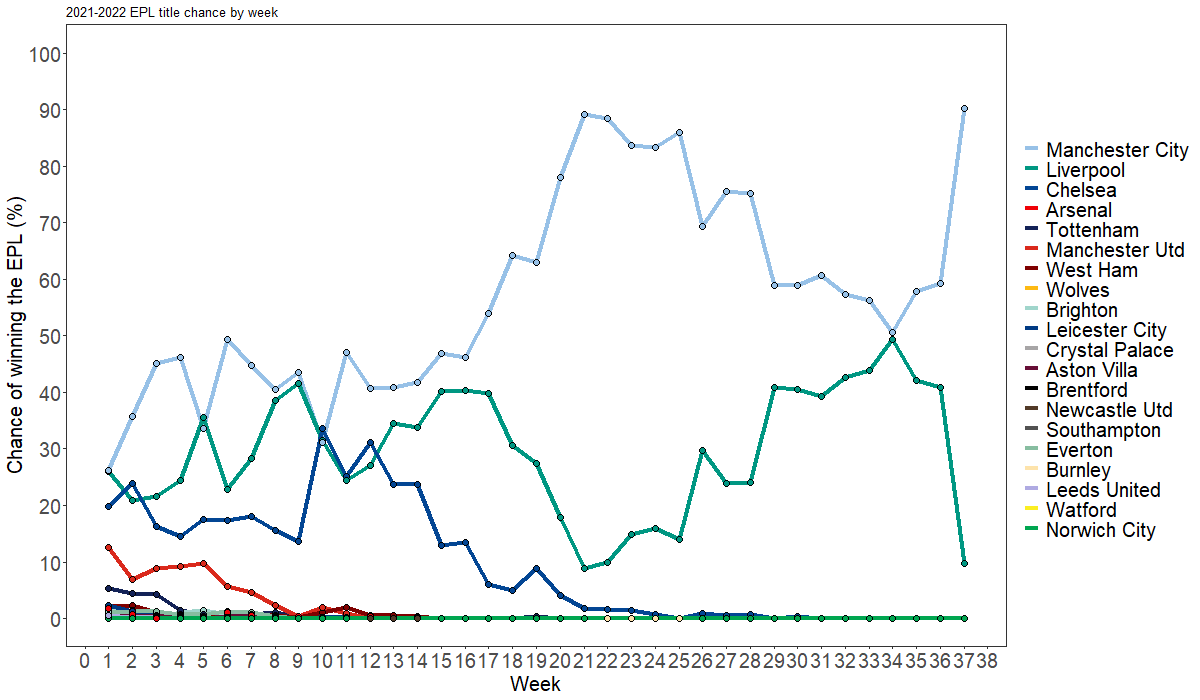 2021-2022 EPL title chance by week
Chance of winning the EPL (%)
100
90
80
70
60
50
40
30
20
10
0
0 1 2 3 4 5 6 7 8 9 10 11 12 13 14 15 16 17 18 19 20 21 22 23 24 25 26 27 28 29 30 31 32 33 34 35 36 37 38
Week
Manchester City
Liverpool
Chelsea
Arsenal
Tottenham
Manchester Utd
West Ham
Wolves
Brighton
Leicester City
Crystal Palace
Aston Villa
Brentford
Newcastle Utd
Southampton
Everton
Burnley
Leeds United
Watford
Norwich City